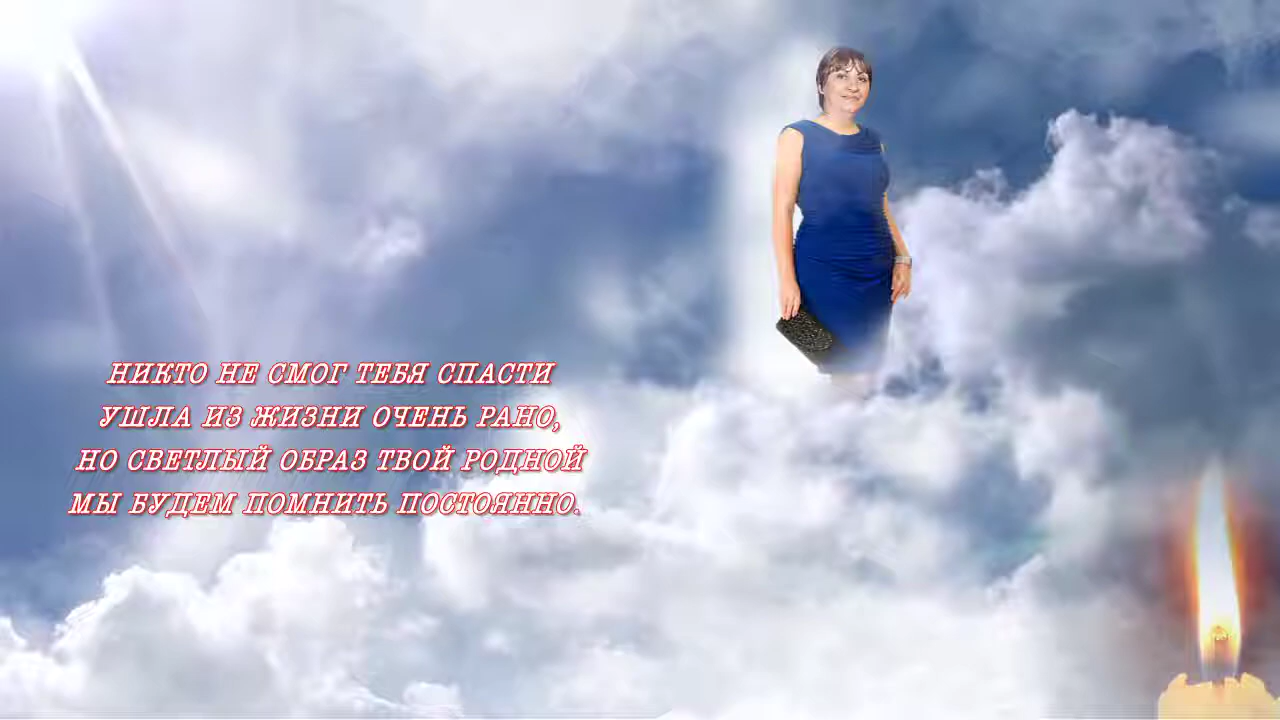 НИКТО НЕ СМОГ ТЕБЯ СПАСТИ
УШЛА ИЗ ЖИЗНИ ОЧЕНЬ РАНО,
НО СВЕТЛЫЙ ОБРАЗ ТВОЙ РОДНОЙ
МЫ БУДЕМ ПОМНИТЬ ПОСТОЯННО.